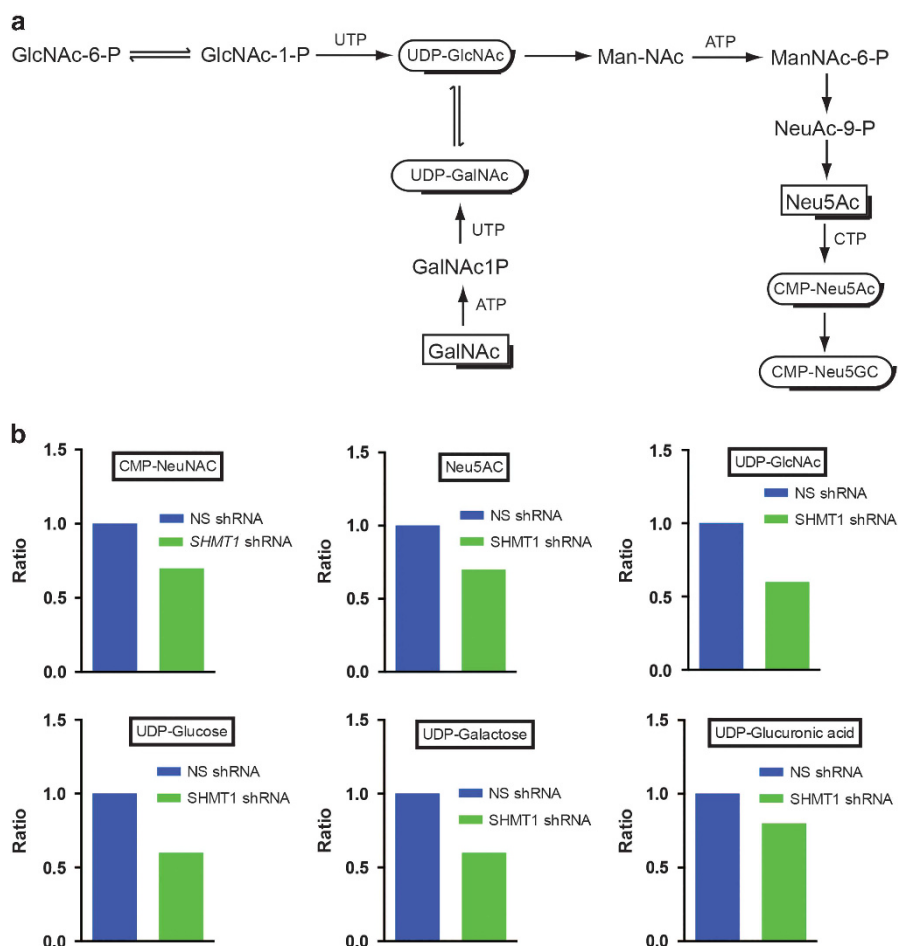 a
GlcNAc-6-P GlcNAc-1-P UTP UDP-GlcNAc Man-NAc ATP ManNAc-6-P
NeuAc-9-P
UDP-GalNAc
Neu5Ac
UTP
CTP
GalNAc1P
CMP-Neu5Ac
ATP
GalNAc
CMP-Neu5GC
b
CMP-NeuNAC
Ratio
1.5
1.0
0.5
0.0
NS shRNA
SHMT1 shRNA
Neu5AC
Ratio
1.5
1.0
0.5
0.0
NS shRNA
SHMT1 shRNA
UDP-GlcNAc
Ratio
1.5
1.0
0.5
0.0
NS shRNA
SHMT1 shRNA
UDP-Glucose
Ratio
1.5
1.0
0.5
0.0
NS shRNA
SHMT1 shRNA
UDP-Galactose
Ratio
1.5
1.0
0.5
0.0
NS shRNA
SHMT1 shRNA
UDP-Glucuronic acid
Ratio
1.5
1.0
0.5
0.0
NS shRNA
SHMT1 shRNA